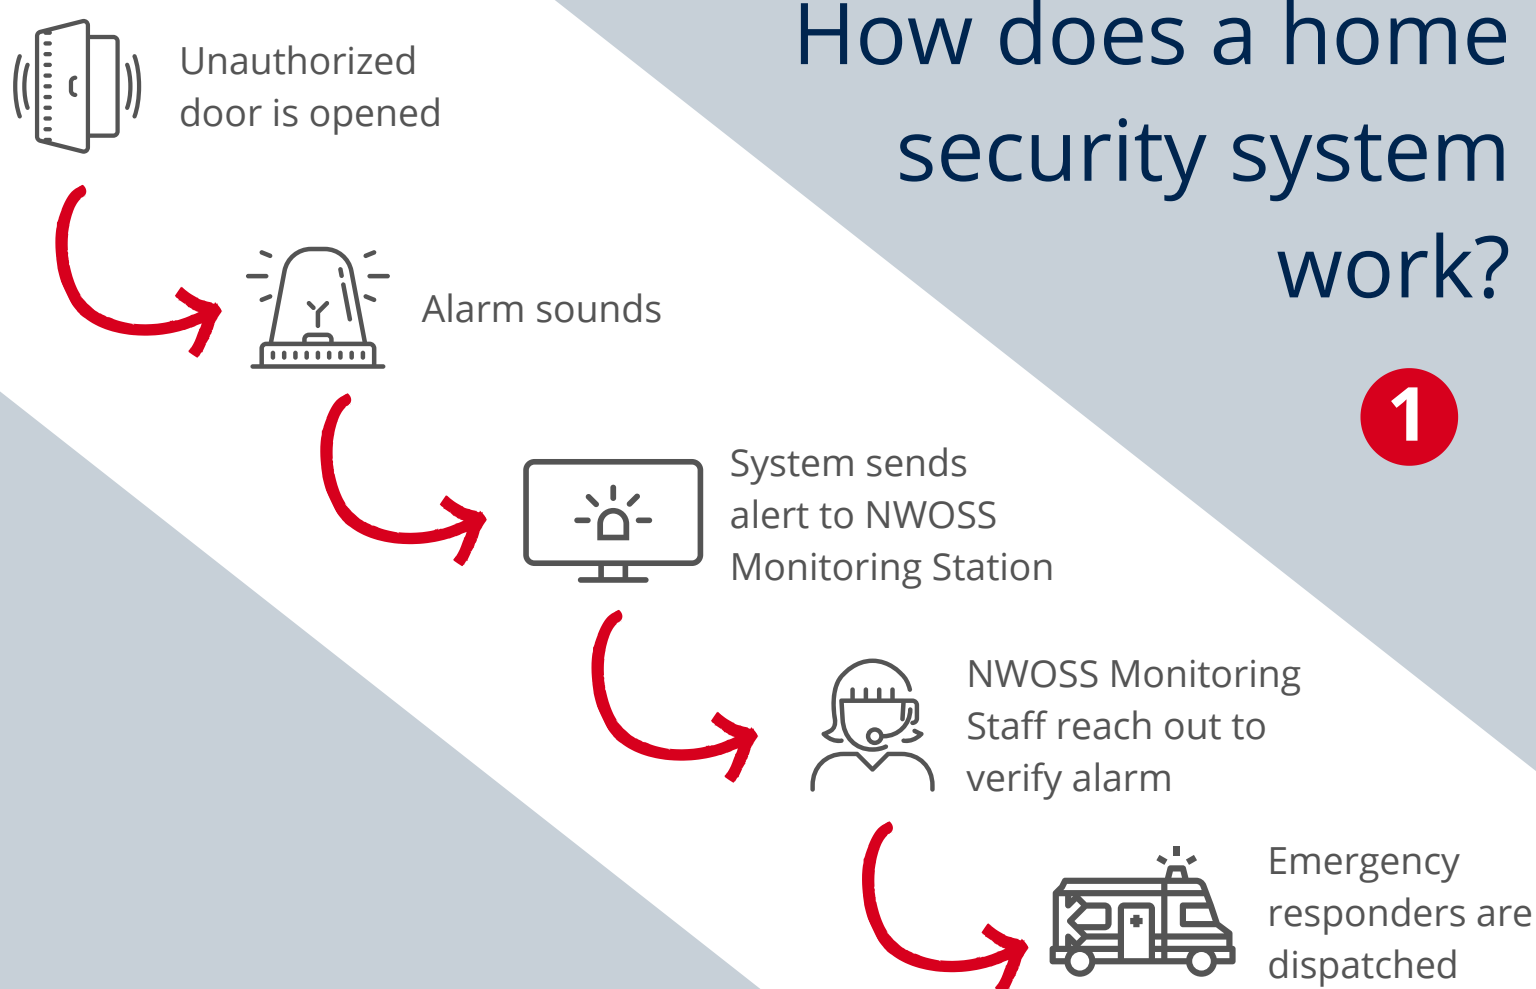 How does a home
security system
work?
1
Unauthorized
door is opened
Alarm sounds
System sends
alert to NWOSS
Monitoring Station
NWOSS Monitoring
Staff reach out to
verify alarm
Emergency
responders are
dispatched